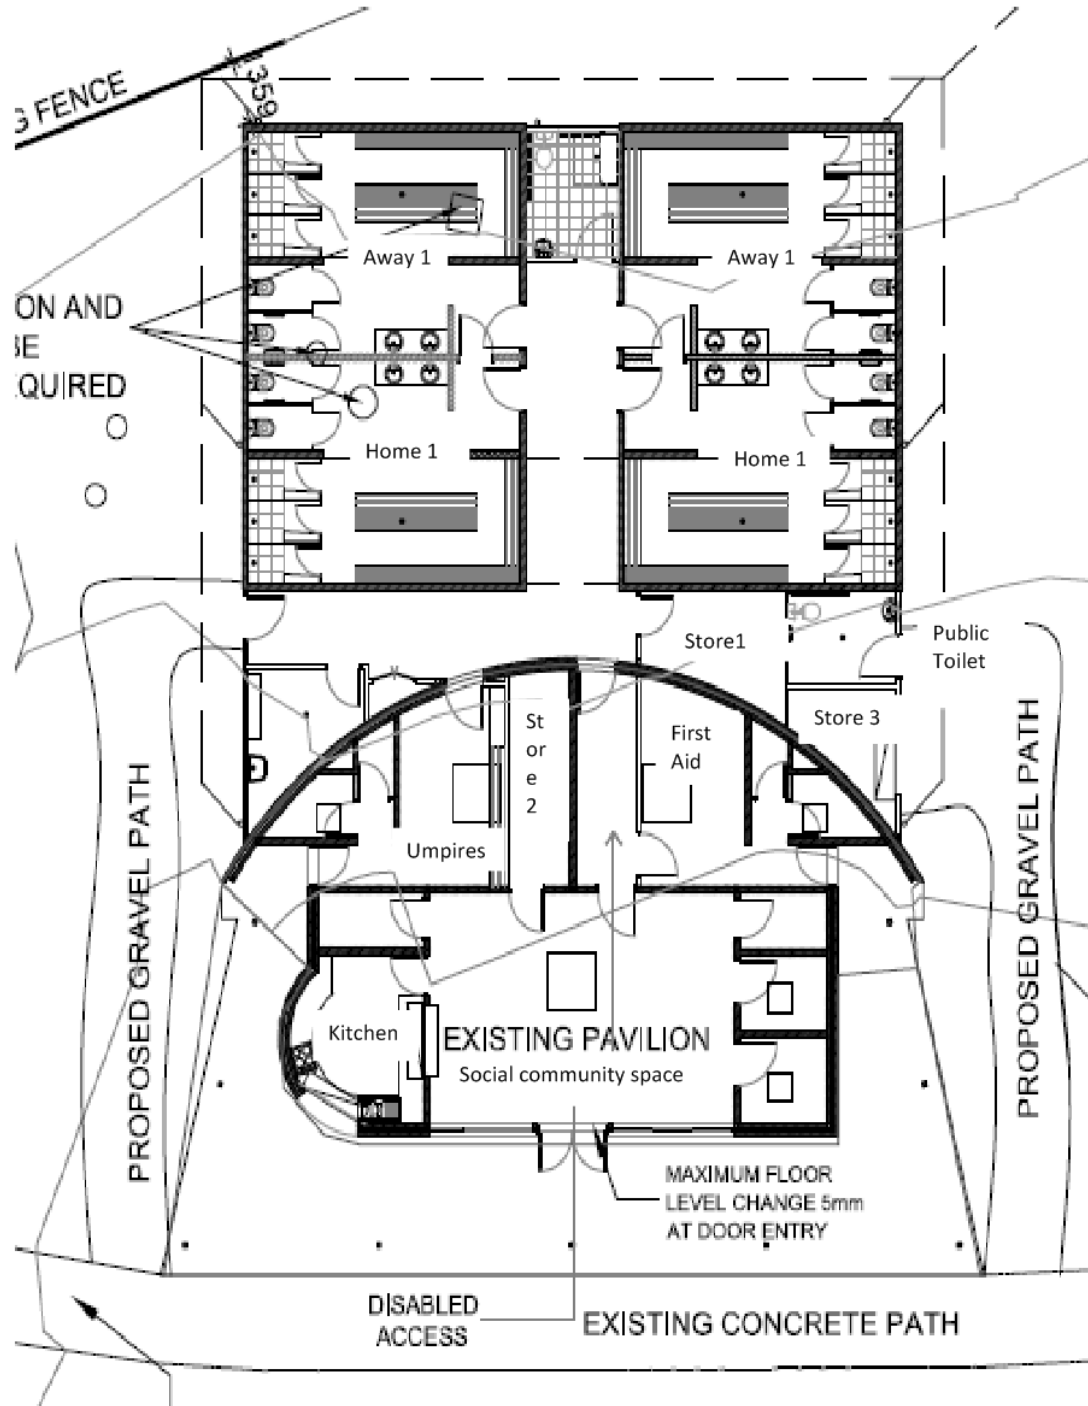 G FENCE
359
Away 1
Away 1
ON AND
BE
QUIRED
Home 1
Home 1
Store1
Public
Toilet
Store 3
St
or
e
2
First
Aid
Umpires
PROPOSED GRAVEL PATH
PROPOSED GRAVEL PATH
Kitchen
EXISTING PAVILION
Social community space
MAXIMUM FLOOR
LEVEL CHANGE 5mm
AT DOOR ENTRY
DISABLED
ACCESS
EXISTING CONCRETE PATH